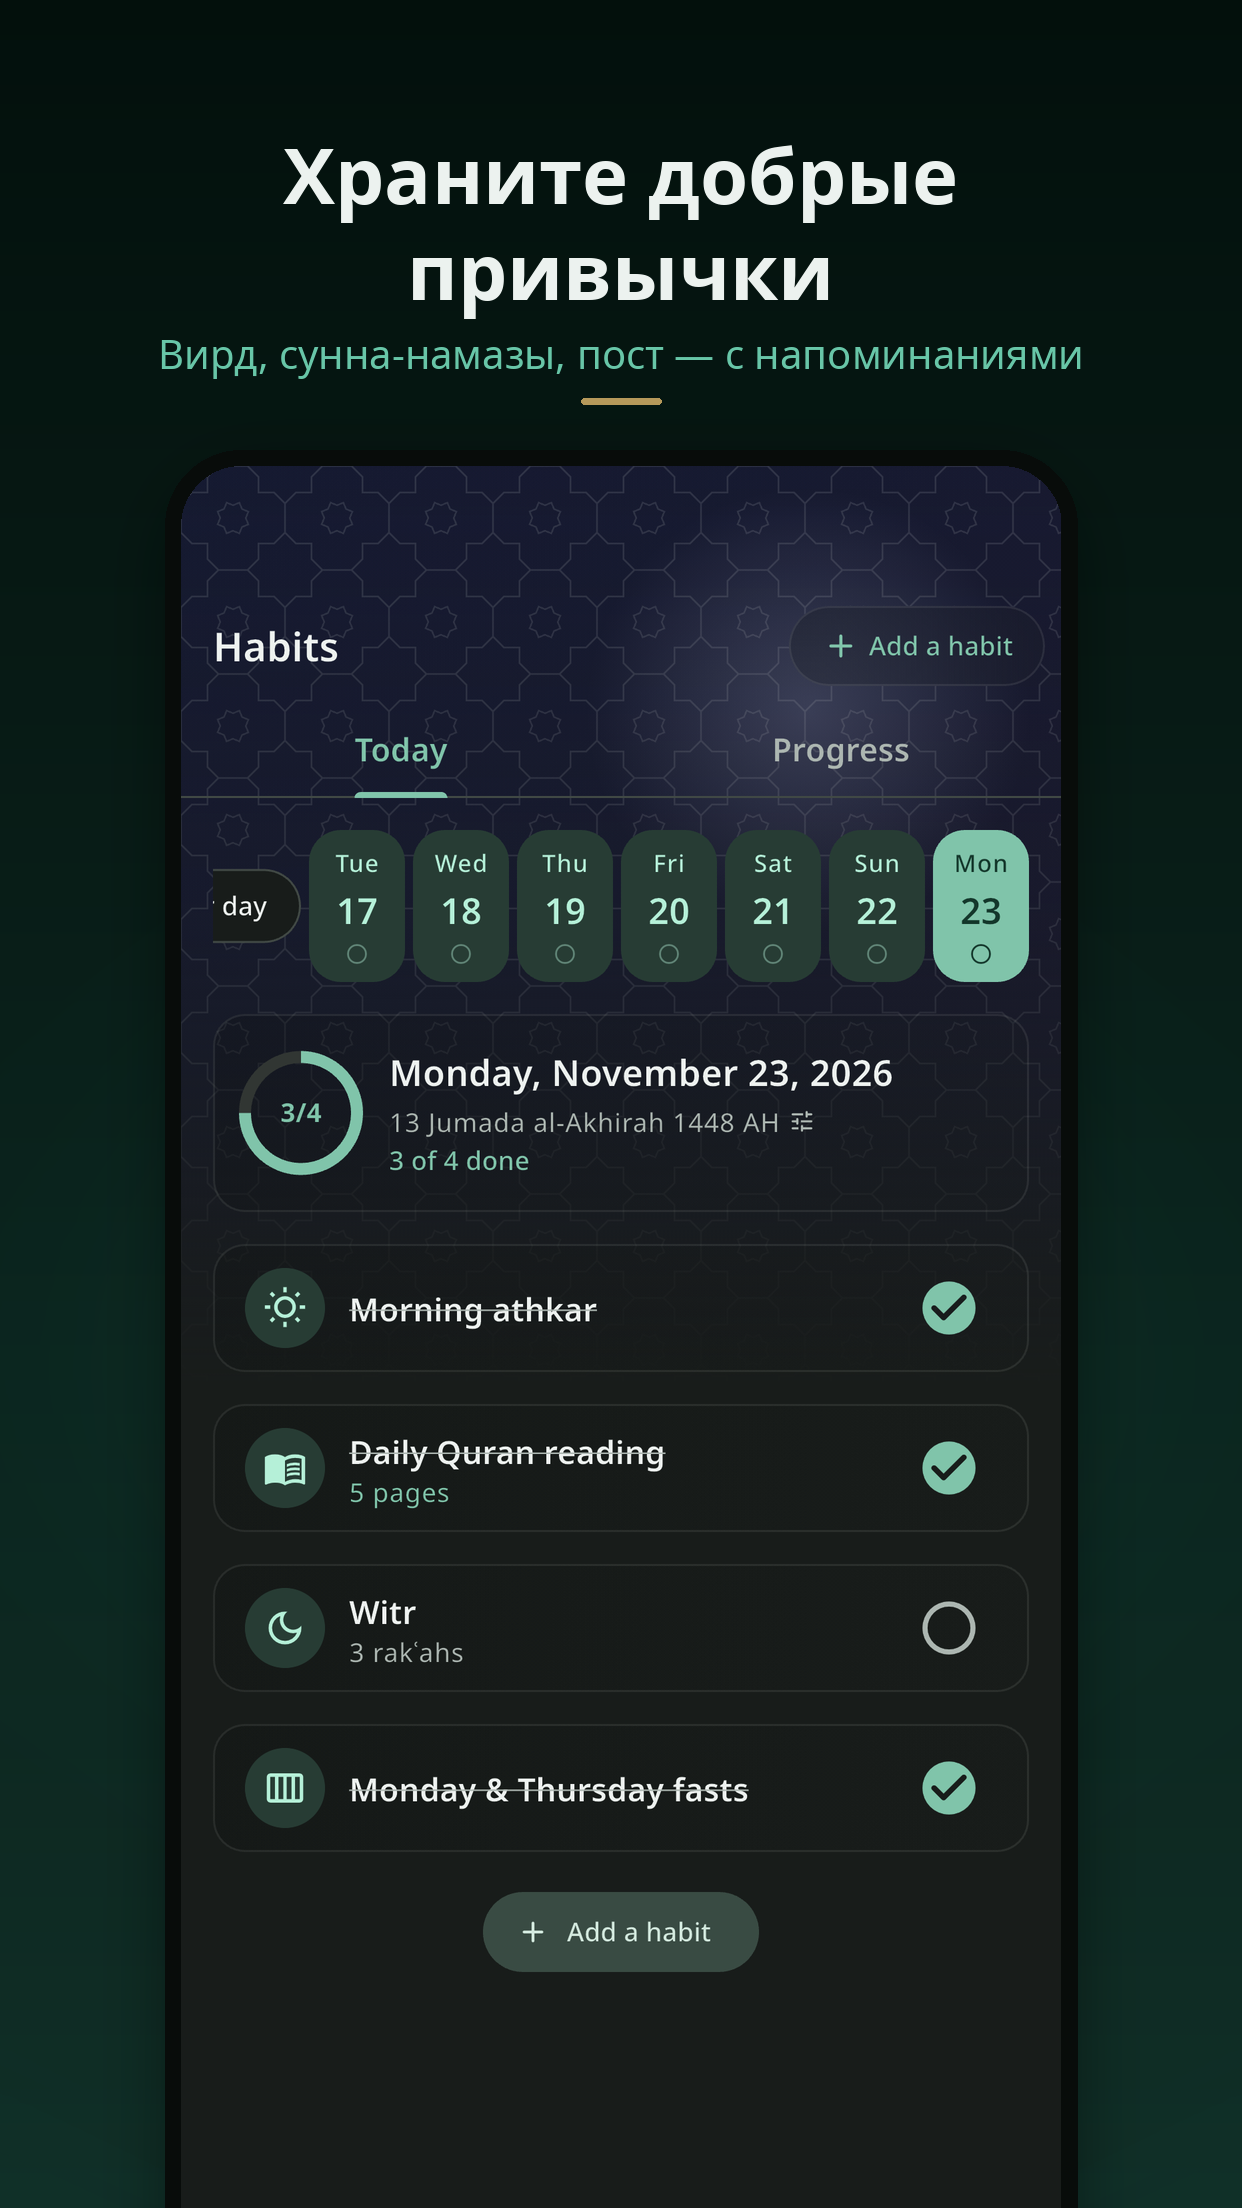 Храните добрые
привычки
Вирд, сунна-намазы, пост — с напоминаниями
Habits
+ Add a habit
Today
Progress
day
Tue
17
Wed
18
Thu
19
Fri
20
Sat
21
Sun
22
Mon
23
3/4
Monday, November 23, 2026
13 Jumada al-Akhirah 1448 AH
3 of 4 done
Morning athkar
Daily Quran reading
5 pages
Witr
3 rakʿahs
Monday & Thursday fasts
+ Add a habit